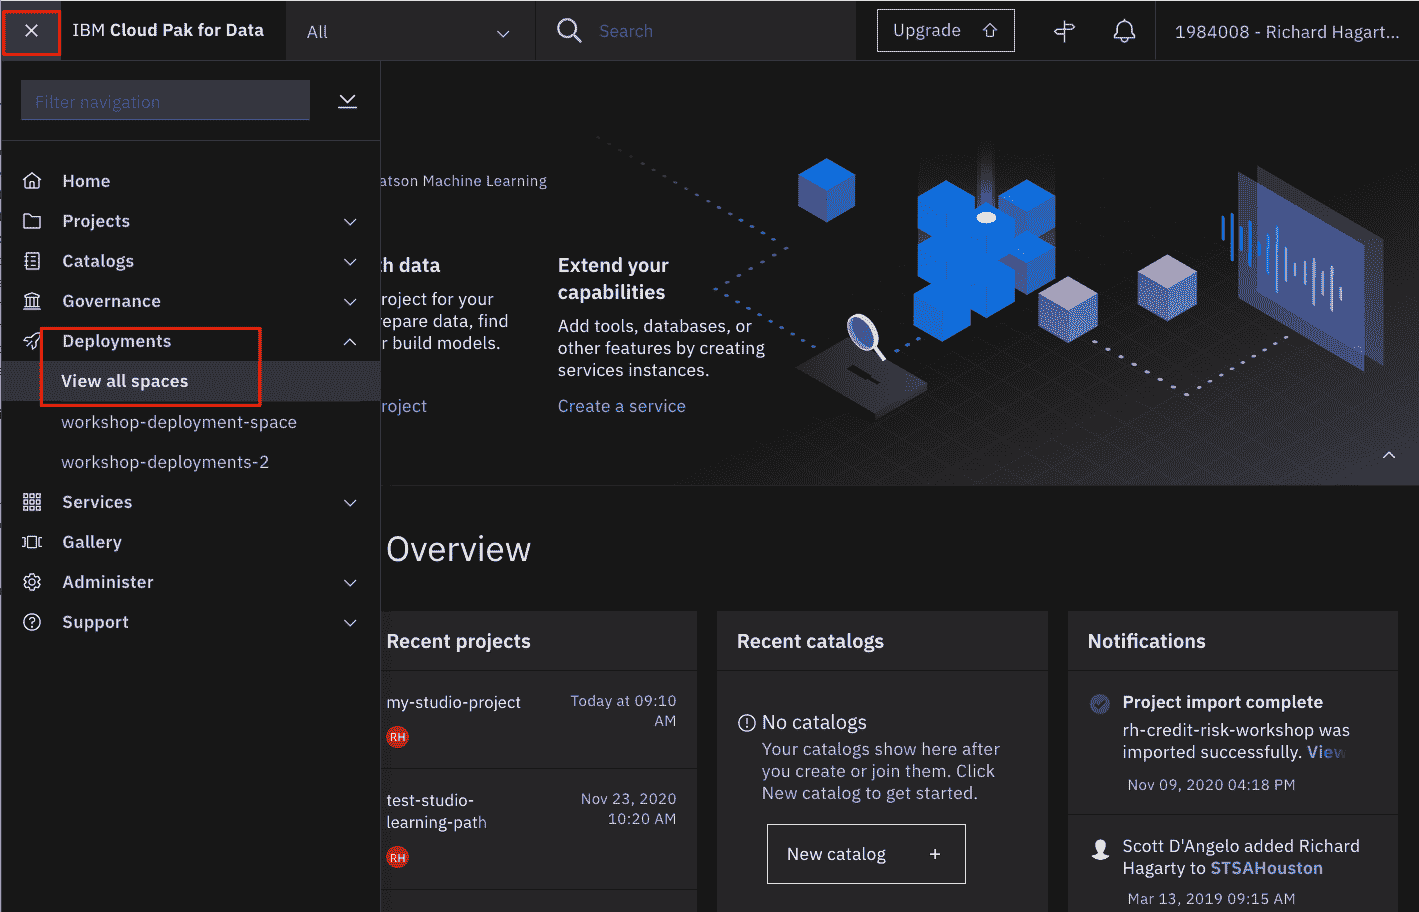 IBM Cloud Pak for Data
All
Search
Upgrade
1984008 - Richard Hagart...
Filter navigation
Home
Projects
Catalogs
Governance
Deployments
View all spaces
workshop-deployment-space
workshop-deployments-2
Services
Gallery
Administer
Support
Machine Learning
data
project for your
data, find
build models.
Extend your
capabilities
Add tools, databases, or
other features by creating
services instances.
Create a service
Overview
Recent projects
my-studio-project
Today at 09:10
AM
RH
test-studio-
learning-path
Nov 23, 2020
10:20 AM
RH
Recent catalogs
No catalogs
Your catalogs show here after
you create or join them. Click
New catalog to get started.
New catalog +
Notifications
Project import complete
rh-credit-risk-workshop was
imported successfully. View
Nov 09, 2020 04:18 PM
Scott D'Angelo added Richard
Hagarty to STSAHouston
Mar 13, 2019 09:15 AM